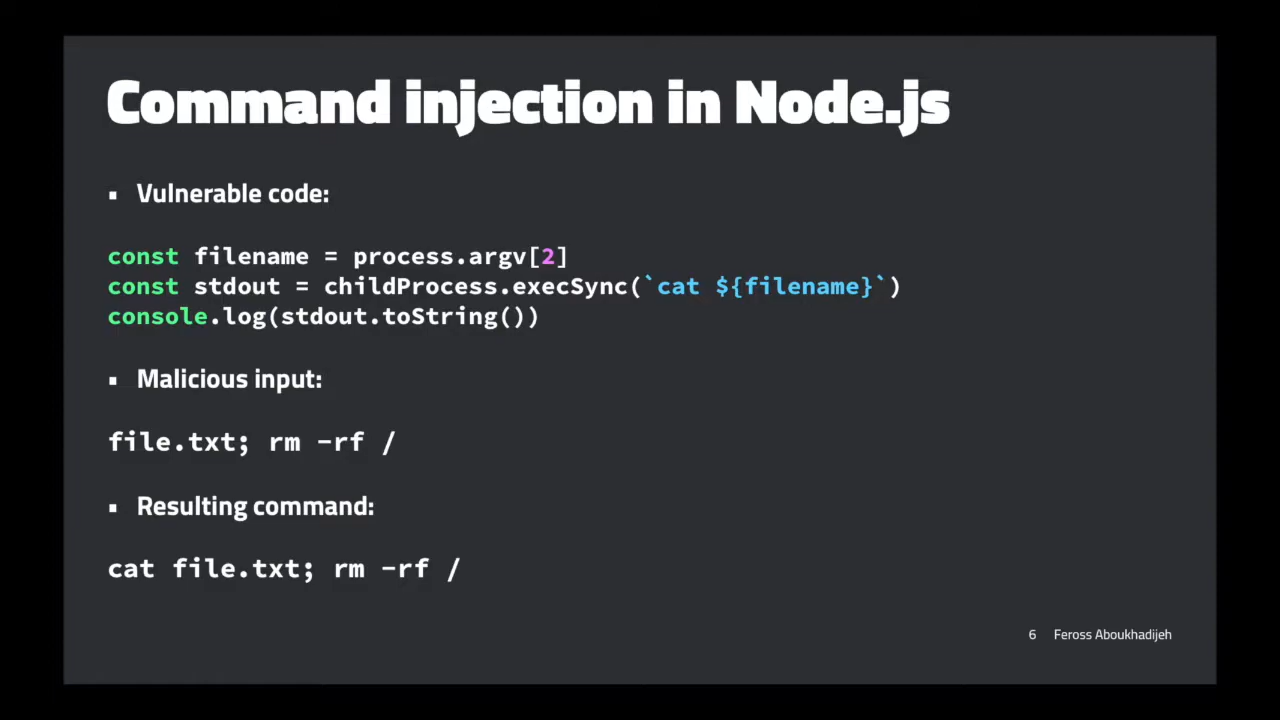 Command injection in Node.js
▪ Vulnerable code:
const filename = process.argv[2]
const stdout = childProcess.execSync(`cat ${filename}`)
console.log(stdout.toString())
▪ Malicious input:
file.txt; rm -rf /
▪ Resulting command:
cat file.txt; rm -rf /
6 Feross Aboukhadijeh